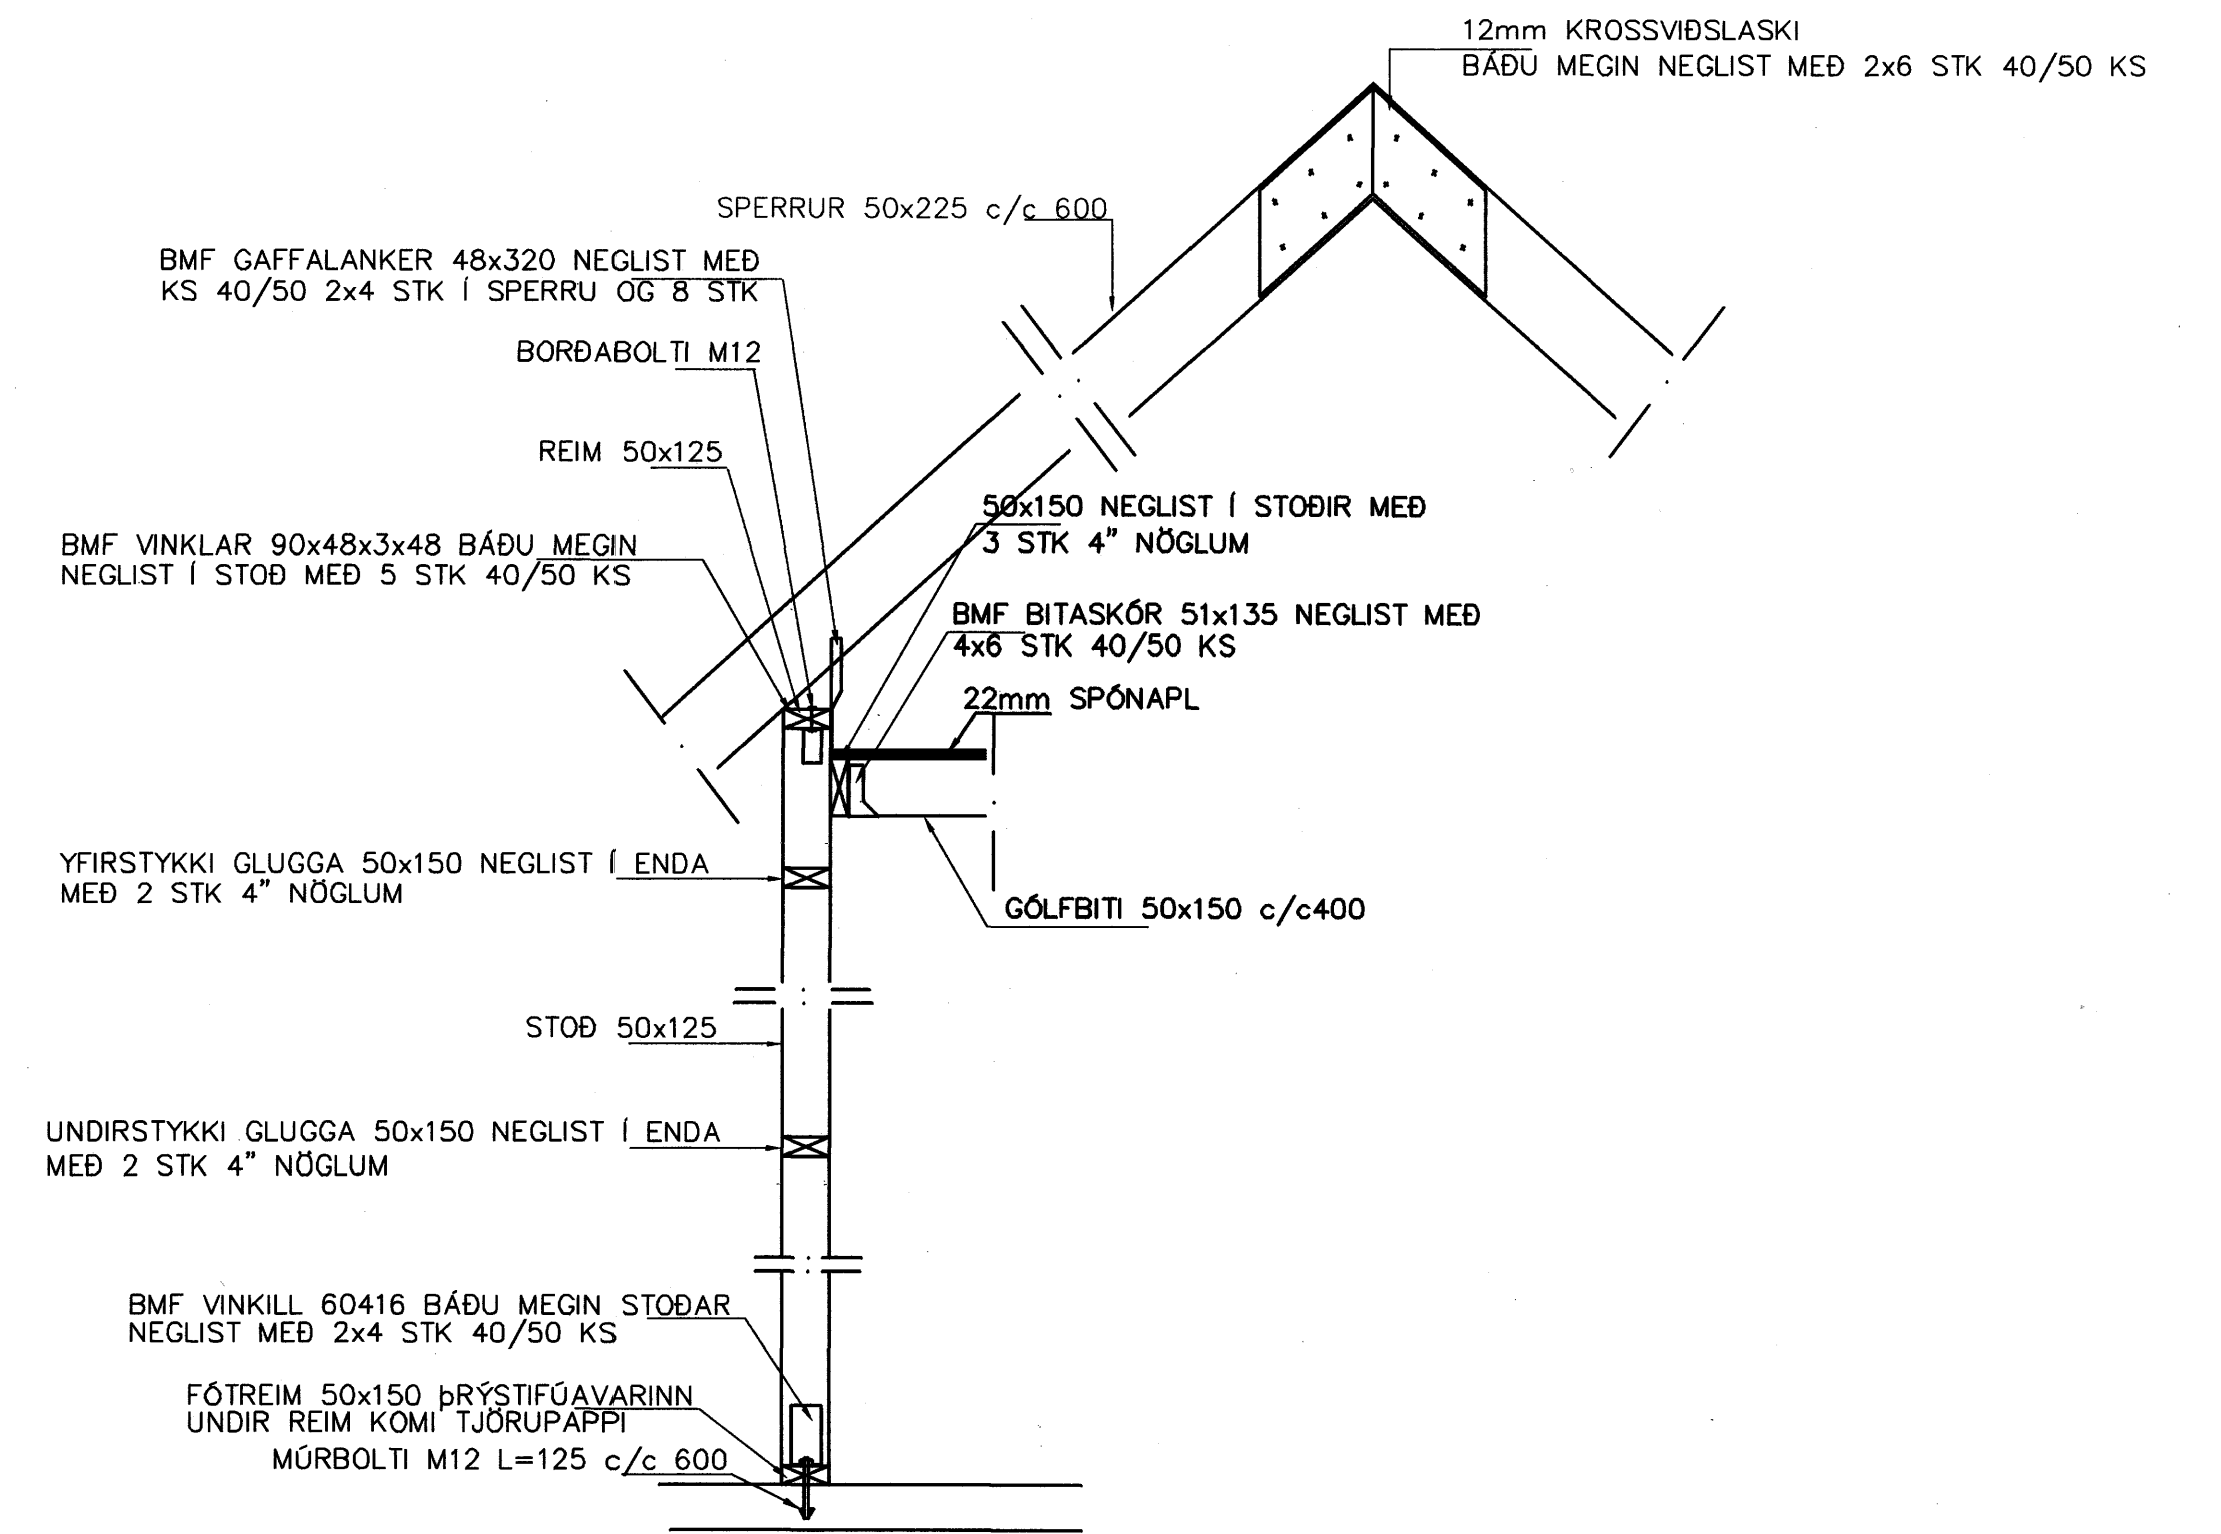 12mm KROSSVIÐSLASKI
BÁÐU MEGIN NEGLIST MEÐ 2x6 STK 40/50 KS
SPERRUR 50x225 c/c 600
BMF GAFFALANKER 48x320 NEGLIST MEÐ
KS 40/50 2x4 STK Í SPERRU OG 8 STK
BORÐABOLTI M12
REIM 50x125
50x150 NEGLIST Í STOÐIR MEÐ
3 STK 4" NÖGLUM
BMF VINKLAR 90x48x3x48 BÁÐU MEGIN
NEGLIST Í STOÐ MEÐ 5 STK 40/50 KS
BMF BITASKÓR 51x135 NEGLIST MEÐ
4x6 STK 40/50 KS
22mm SPÓNAPL
YFIRSTYKKI GLUGGA 50x150 NEGLIST Í ENDA
MEÐ 2 STK 4" NÖGLUM
GÓLFBITI 50x150 c/c400
STOÐ 50x125
UNDIRSTYKKI GLUGGA 50x150 NEGLIST Í ENDA
MEÐ 2 STK 4" NÖGLUM
BMF VINKILL 60416 BÁÐU MEGIN STOÐAR
NEGLIST MEÐ 2x4 STK 40/50 KS
FÓTREIM 50x150 ÞRÝSTIFÚAVARINN
UNDIR REIM KOMI TJÖRUPAPPI
MÚRBOLTI M12 L=125 c/c 600